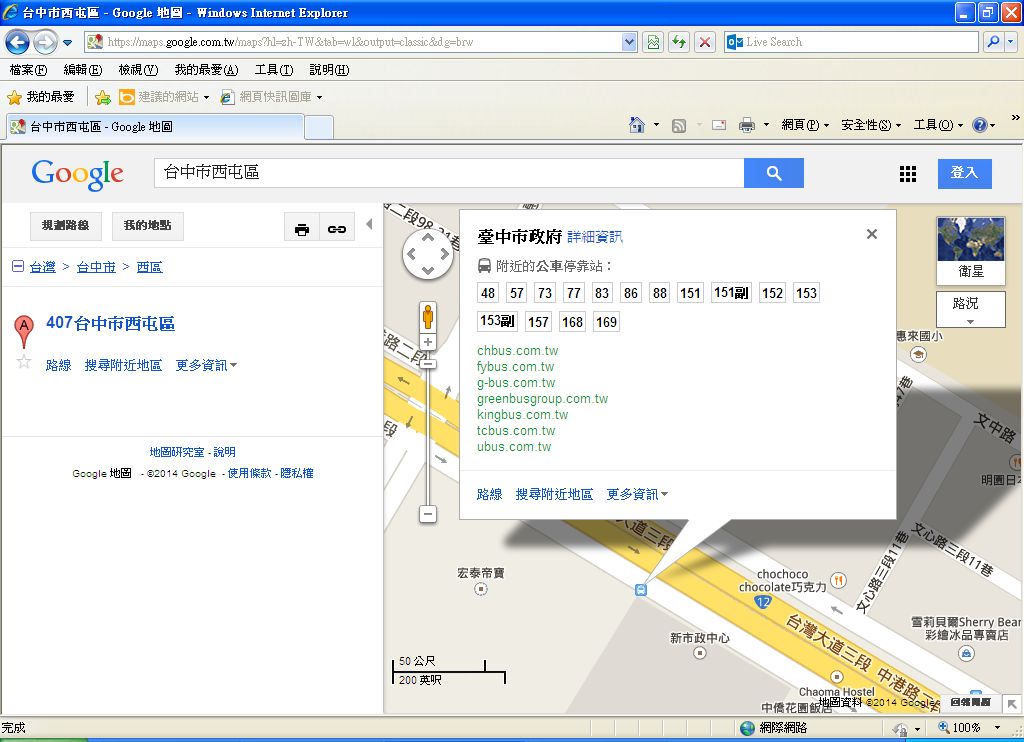 台中市西屯區 - Google 地圖 - Windows Internet Explorer
https://maps.google.com.tw/maps?hl=zh-TW&tab=wl&output=classic&dg=brw
Live Search
檔案(F) 編輯(E) 檢視(V) 我的最愛(A) 工具(T) 說明(H)
我的最愛 建議的網站 網頁快訊圖庫
台中市西屯區 - Google 地圖
網頁(P) 安全性(S) 工具(O)
Google
台中市西屯區
登入
規劃路線 我的地點
台灣 > 台中市 > 西區
A
407台中市西屯區
路線 搜尋附近地區 更多資訊
地圖研究室 - 說明
Google 地圖 - ©2014 Google - 使用條款 - 隱私權
臺中市政府 詳細資訊
附近的公車停靠站：
48 57 73 77 83 86 88 151 151副 152 153
153副 157 168 169
chbus.com.tw
fybus.com.tw
g-bus.com.tw
greenbusgroup.com.tw
kingbus.com.tw
tcbus.com.tw
ubus.com.tw
路線 搜尋附近地區 更多資訊
衛星
路況
惠來國小
文中路
明園日本
文心路三段11巷
文心路三段11巷
大道三段
宏泰帝寶
chochoco
chocolate巧克力
12
台灣大道三段 中港路二
新市政中心
雪莉貝爾Sherry Bear
彩繪冰品專賣店
Chaoma Hostel
中僑花園飯店
50 公尺
200 英呎
地圖資料 ©2014 Google
回報問題
完成
網際網路
100%